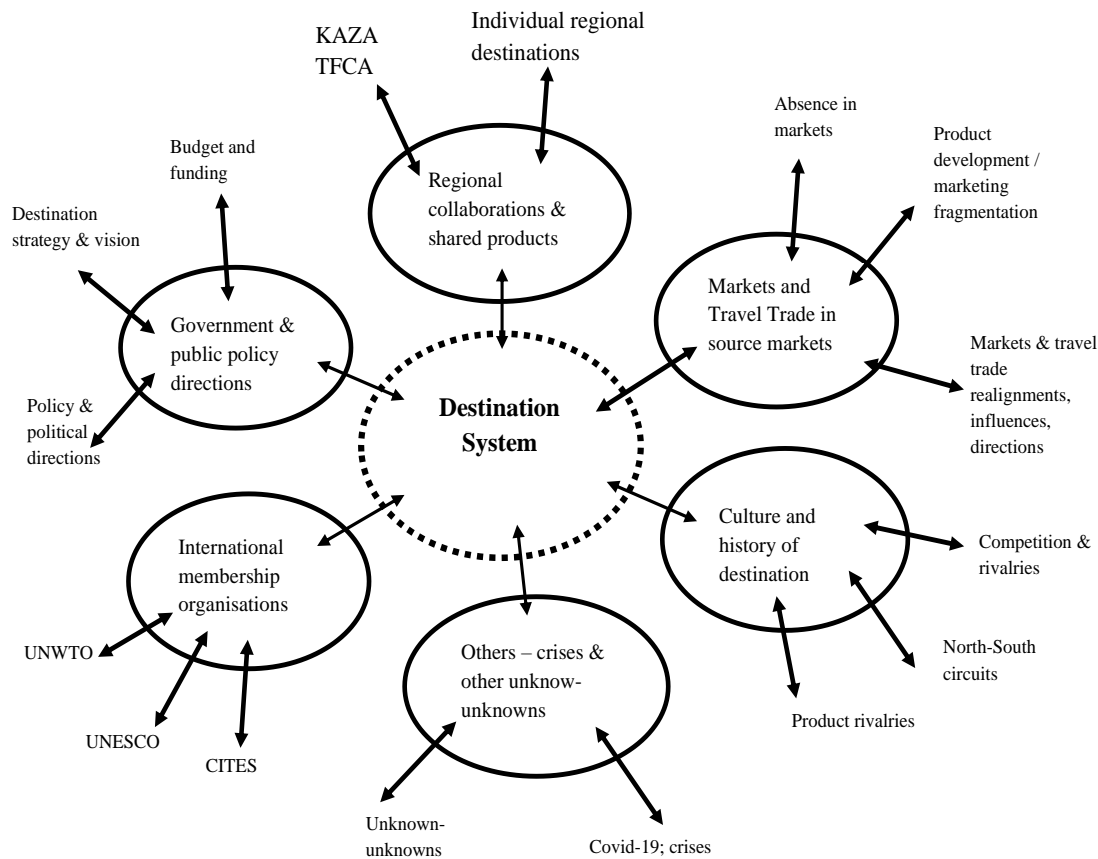 KAZA
TFCA
Individual regional
destinations
Absence in
markets
Product
development /
marketing
fragmentation
Budget and
funding
Destination
strategy & vision
Regional
collaborations &
shared products
Markets and
Travel Trade in
source markets
Government &
public policy
directions
Markets & travel
trade
realignments,
influences,
directions
Policy &
political
directions
Destination
System
International
membership
organisations
Culture and
history of
destination
Competition &
rivalries
North-South
circuits
Product rivalries
Others – crises &
other unknow-
unknowns
UNWTO
UNESCO
CITES
Unknown-
unknowns
Covid-19; crises